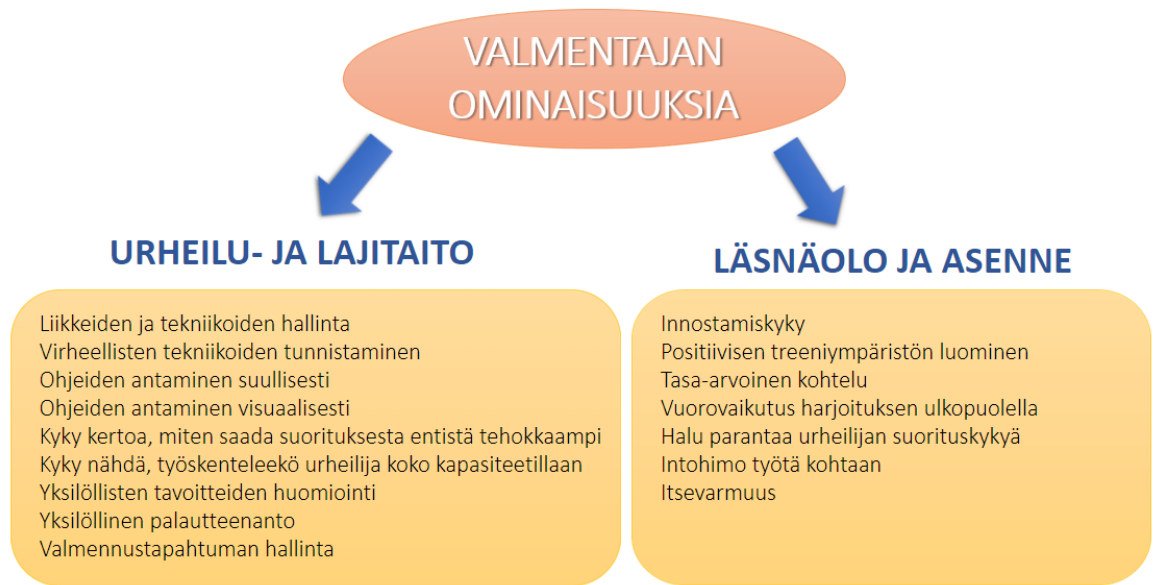 VALMENTAJAN
OMINAISUUKSIA
URHEILU- JA LAJITAITO
Liikkeiden ja tekniikoiden hallinta
Virheellisten tekniikoiden tunnistaminen
Ohjeiden antaminen suullisesti
Ohjeiden antaminen visuaalisesti
Kyky kertoa, miten saada suorituksesta entistä tehokkaampi
Kyky nähdä, työskenteleekö urheilija koko kapasiteetillaan
Yksilöllisten tavoitteiden huomiointi
Yksilöllinen palautteenanto
Valmennustapahtuman hallinta
LÄSNÄOLO JA ASENNE
Innostamiskyky
Positiivisen treeniympäristön luominen
Tasa-arvoinen kohtelu
Vuorovaikutus harjoituksen ulkopuolella
Halu parantaa urheilijan suorituskykyä
Intohimo työtä kohtaan
Itsevarmuus